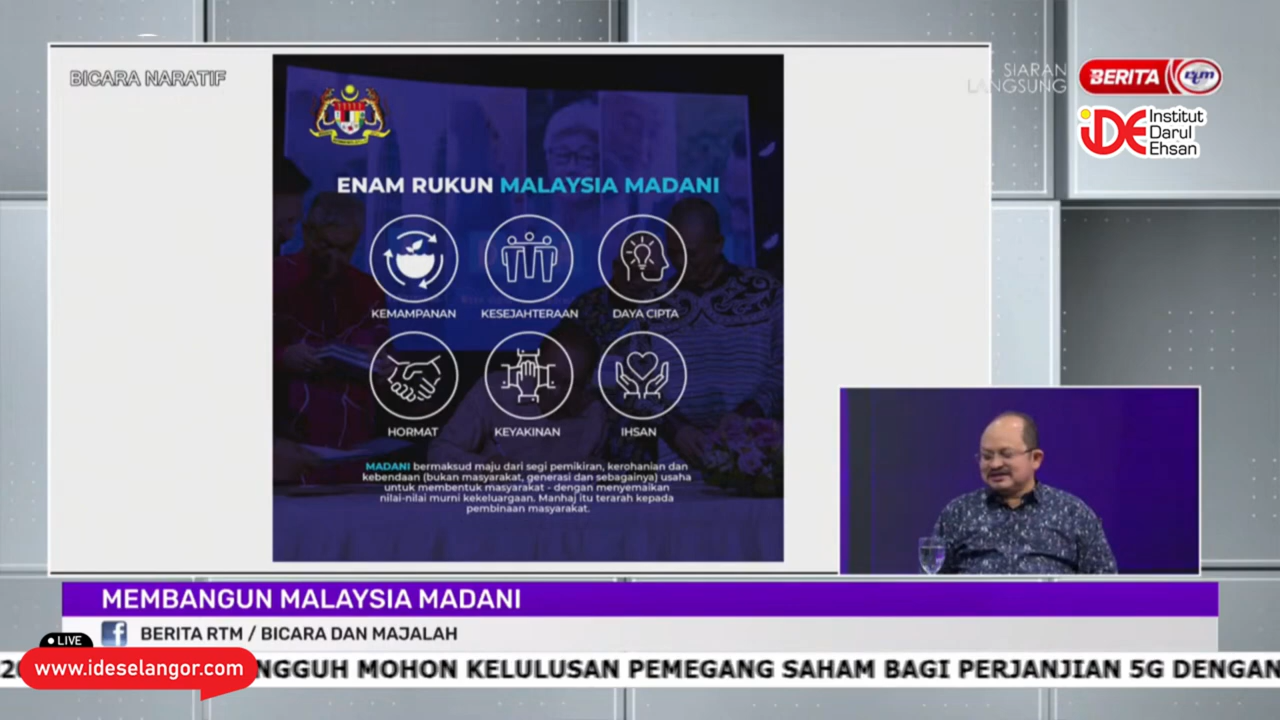 BICARA NARATIF
SIARAN
LANGSUNG
BERITA rtm
iDE Institut
Darul
Ehsan
ENAM RUKUN MALAYSIA MADANI
KEMAMPANAN KESEJAHTERAAN DAYA CIPTA
HORMAT KEYAKINAN IHSAN
MADANI bermaksud maju dari segi pemikiran, kerohanian dan
kebendaan (bukan masyarakat, generasi dan sebagainya) usaha
untuk membentuk masyarakat - dengan menyemaikan
nilai-nilai murni kekeluargaan. Manhaj itu terarah kepada
pembinaan masyarakat.
MEMBANGUN MALAYSIA MADANI
BERITA RTM / BICARA DAN MAJALAH
LIVE
www.ideselangor.com
NGGUH MOHON KELULUSAN PEMEGANG SAHAM BAGI PERJANJIAN 5G DENGAN